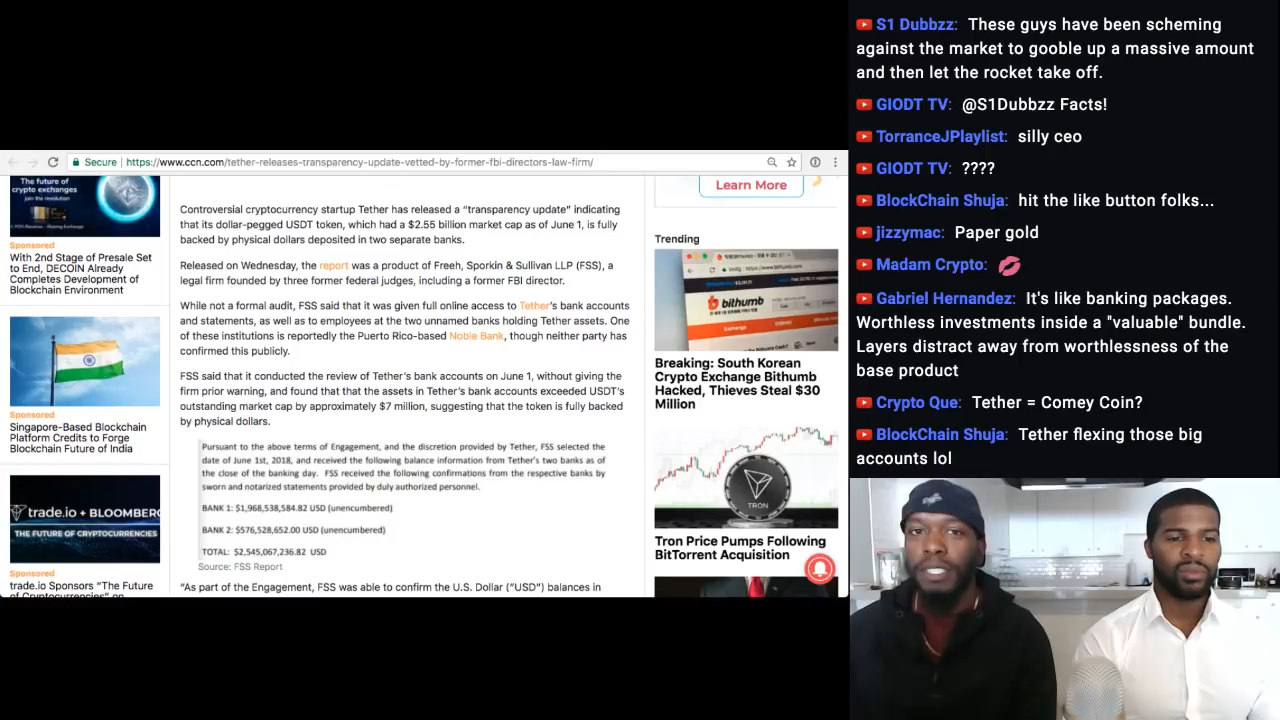 Secure https://www.ccn.com/tether-releases-transparency-update-vetted-by-former-fbi-directors-law-firm/
The future of
crypto exchanges
join the revolution
Sponsored
With 2nd Stage of Presale Set
to End, DECOIN Already
Completes Development of
Blockchain Environment
Sponsored
Singapore-Based Blockchain
Platform Credits to Forge
Blockchain Future of India
trade.io + BLOOMBERG
THE FUTURE OF CRYPTOCURRENCIES
Sponsored
trade.io Sponsors “The Future
of Cryptocurrencies” on
Controversial cryptocurrency startup Tether has released a “transparency update” indicating
that its dollar-pegged USDT token, which had a $2.55 billion market cap as of June 1, is fully
backed by physical dollars deposited in two separate banks.
Released on Wednesday, the report was a product of Freeh, Sporkin & Sullivan LLP (FSS), a
legal firm founded by three former federal judges, including a former FBI director.
While not a formal audit, FSS said that it was given full online access to Tether’s bank accounts
and statements, as well as to employees at the two unnamed banks holding Tether assets. One
of these institutions is reportedly the Puerto Rico-based Noble Bank, though neither party has
confirmed this publicly.
FSS said that it conducted the review of Tether’s bank accounts on June 1, without giving the
firm prior warning, and found that that the assets in Tether’s bank accounts exceeded USDT’s
outstanding market cap by approximately $7 million, suggesting that the token is fully backed
by physical dollars.
Pursuant to the above terms of Engagement, and the discretion provided by Tether, FSS selected the
date of June 1st, 2018, and received the following balance information from Tether’s two banks as of
the close of the banking day. FSS received the following confirmations from the respective banks by
sworn and notarized statements provided by duly authorized personnel.
BANK 1: $1,968,538,584.82 USD (unencumbered)
BANK 2: $576,528,652.00 USD (unencumbered)
TOTAL: $2,545,067,236.82 USD
Source: FSS Report
“As part of the Engagement, FSS was able to confirm the U.S. Dollar (“USD”) balances in
Learn More
Trending
bithumb
Breaking: South Korean
Crypto Exchange Bithumb
Hacked, Thieves Steal $30
Million
TRON
Tron Price Pumps Following
BitTorrent Acquisition
S1 Dubbzz: These guys have been scheming
against the market to gooble up a massive amount
and then let the rocket take off.
GIODT TV: @S1Dubbzz Facts!
TorranceJPlaylist: silly ceo
GIODT TV: ????
BlockChain Shuja: hit the like button folks...
jizzymac: Paper gold
Madam Crypto: 💋
Gabriel Hernandez: It's like banking packages.
Worthless investments inside a "valuable" bundle.
Layers distract away from worthlessness of the
base product
Crypto Que: Tether = Comey Coin?
BlockChain Shuja: Tether flexing those big
accounts lol